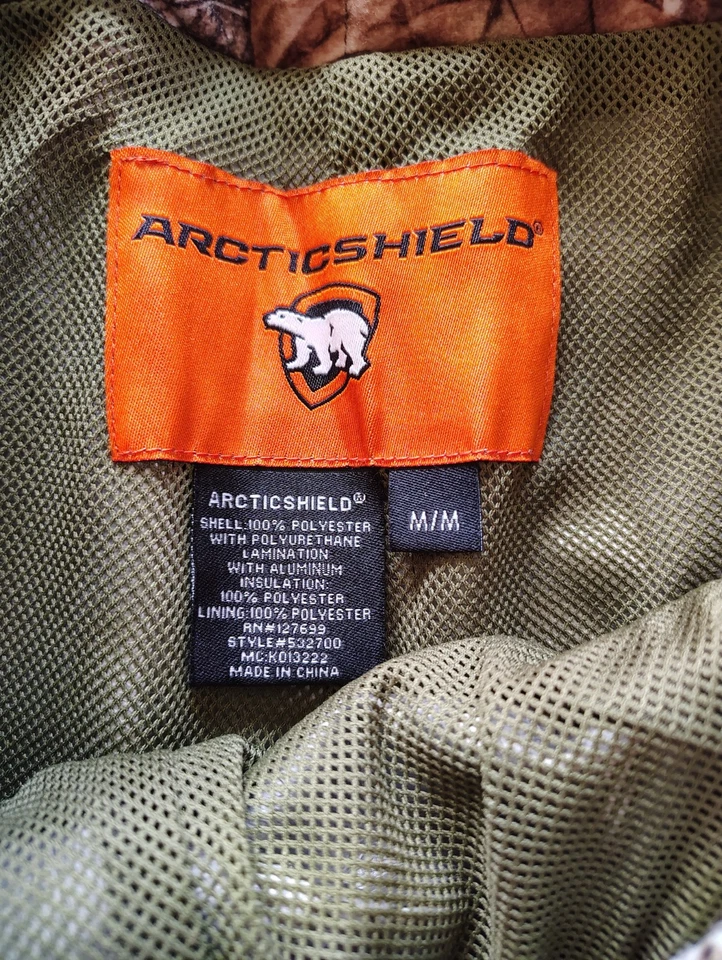 ARCTICSHIELD®
ARCTICSHIELD®
SHELL:100% POLYESTER
WITH POLYURETHANE
LAMINATION
WITH ALUMINUM
INSULATION:
100% POLYESTER
LINING:100% POLYESTER
RN#127699
STYLE#532700
MC:K013222
MADE IN CHINA
M/M